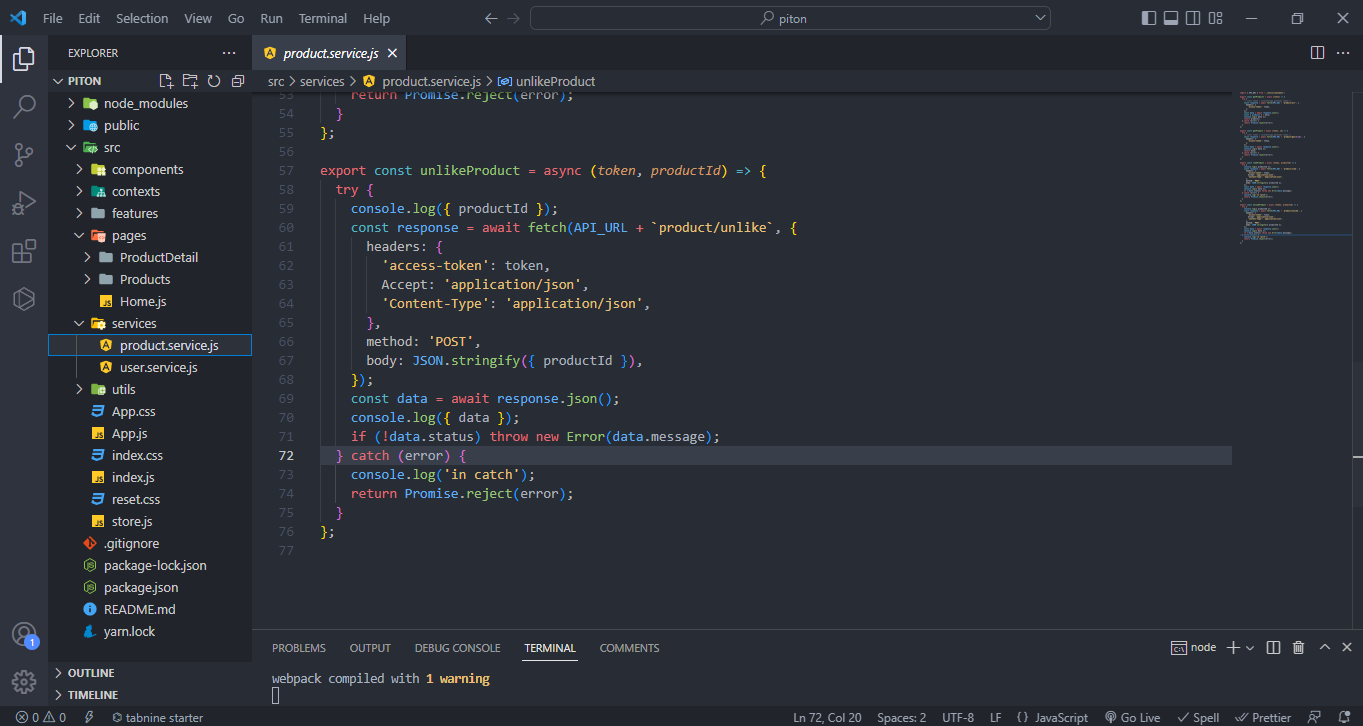 File Edit Selection View Go Run Terminal Help
piton
EXPLORER
PITON
node_modules
public
src
components
contexts
features
pages
ProductDetail
Products
JS Home.js
services
product.service.js
user.service.js
utils
App.css
JS App.js
index.css
JS index.js
reset.css
JS store.js
.gitignore
package-lock.json
package.json
README.md
yarn.lock
OUTLINE
TIMELINE
1
product.service.js
src > services > product.service.js > unlikeProduct
53 return Promise.reject(error);
54 }
55 };
56
57 export const unlikeProduct = async (token, productId) => {
58 try {
59 console.log({ productId });
60 const response = await fetch(API_URL + `product/unlike`, {
61 headers: {
62 'access-token': token,
63 Accept: 'application/json',
64 'Content-Type': 'application/json',
65 },
66 method: 'POST',
67 body: JSON.stringify({ productId }),
68 });
69 const data = await response.json();
70 console.log({ data });
71 if (!data.status) throw new Error(data.message);
72 } catch (error) {
73 console.log('in catch');
74 return Promise.reject(error);
75 }
76 };
77
PROBLEMS OUTPUT DEBUG CONSOLE TERMINAL COMMENTS
node
webpack compiled with 1 warning
0 0 tabnine starter
Ln 72, Col 20 Spaces: 2 UTF-8 LF {} JavaScript Go Live Spell Prettier